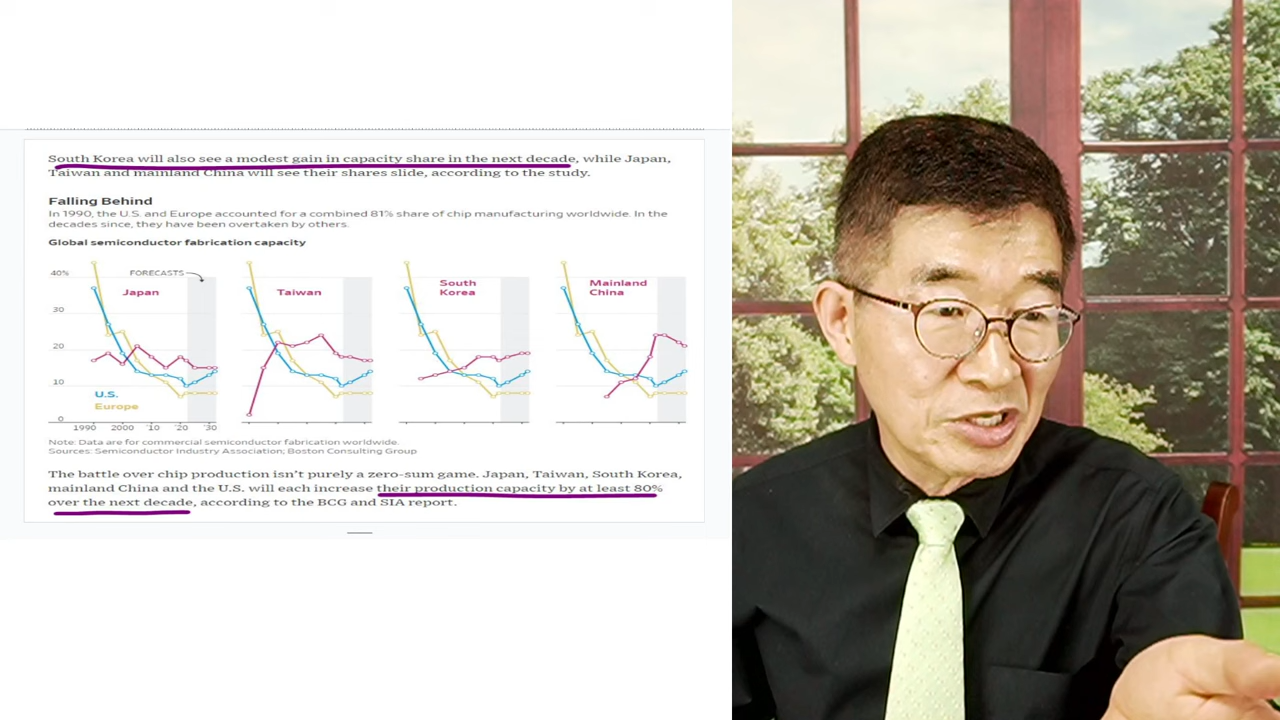 South Korea will also see a modest gain in capacity share in the next decade, while Japan,
Taiwan and mainland China will see their shares slide, according to the study.
Falling Behind
In 1990, the U.S. and Europe accounted for a combined 81% share of chip manufacturing worldwide. In the
decades since, they have been overtaken by others.
Global semiconductor fabrication capacity
40%
30
20
10
0
FORECASTS
Japan
U.S.
Europe
1990 2000 '10 '20 '30
Taiwan
South
Korea
Mainland
China
Note: Data are for commercial semiconductor fabrication worldwide.
Sources: Semiconductor Industry Association; Boston Consulting Group
The battle over chip production isn't purely a zero-sum game. Japan, Taiwan, South Korea,
mainland China and the U.S. will each increase their production capacity by at least 80%
over the next decade, according to the BCG and SIA report.